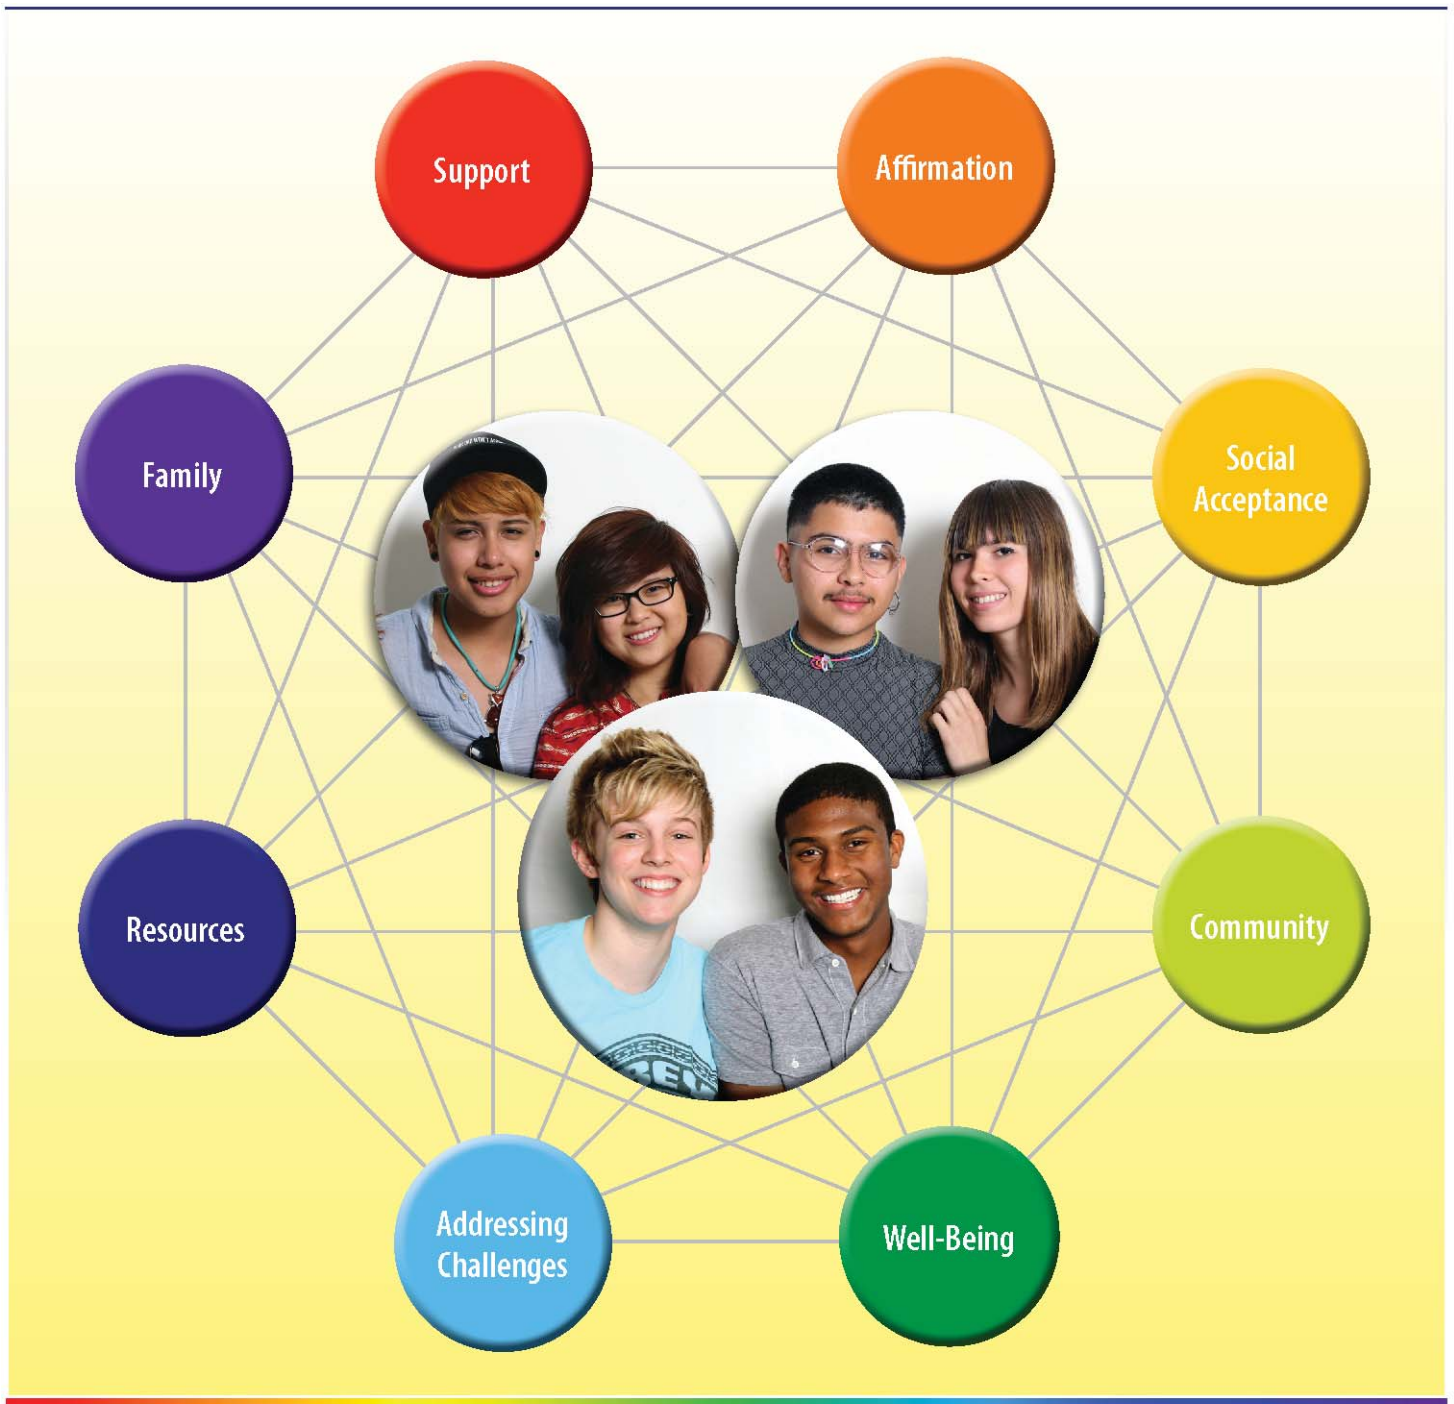 Support
Affirmation
Family
Social
Acceptance
Resources
Community
Addressing
Challenges
Well-Being